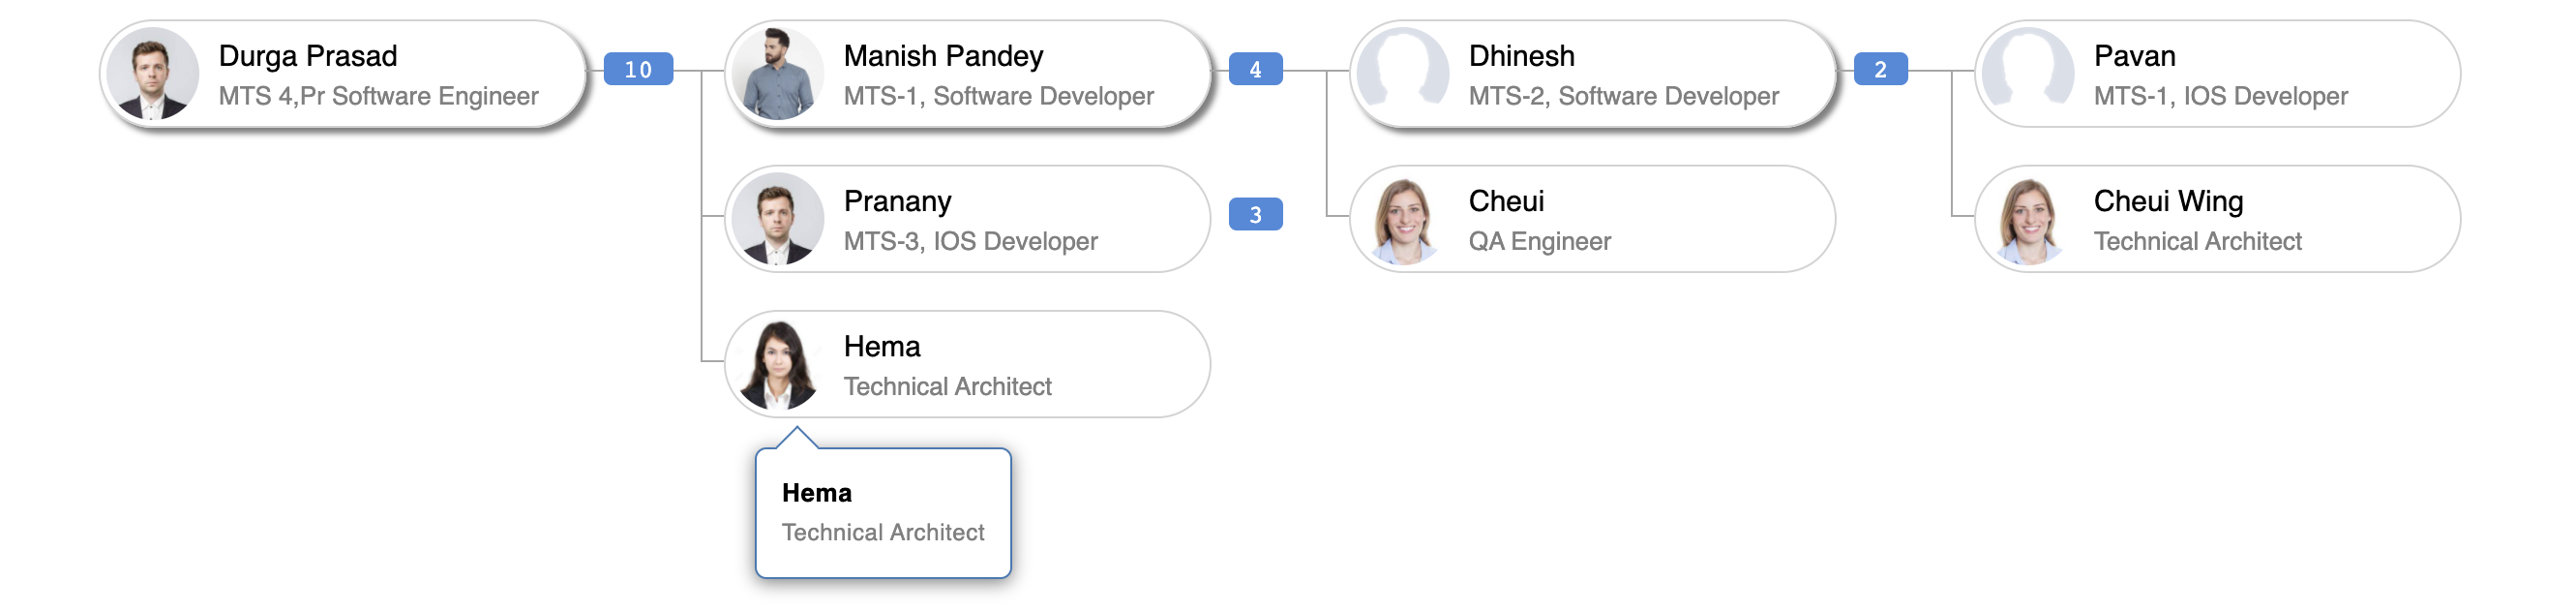 Durga Prasad
MTS 4,Pr Software Engineer
10
Manish Pandey
MTS-1, Software Developer
4
Dhinesh
MTS-2, Software Developer
2
Pavan
MTS-1, IOS Developer
Pranany
MTS-3, IOS Developer
3
Cheui
QA Engineer
Cheui Wing
Technical Architect
Hema
Technical Architect
Hema
Technical Architect